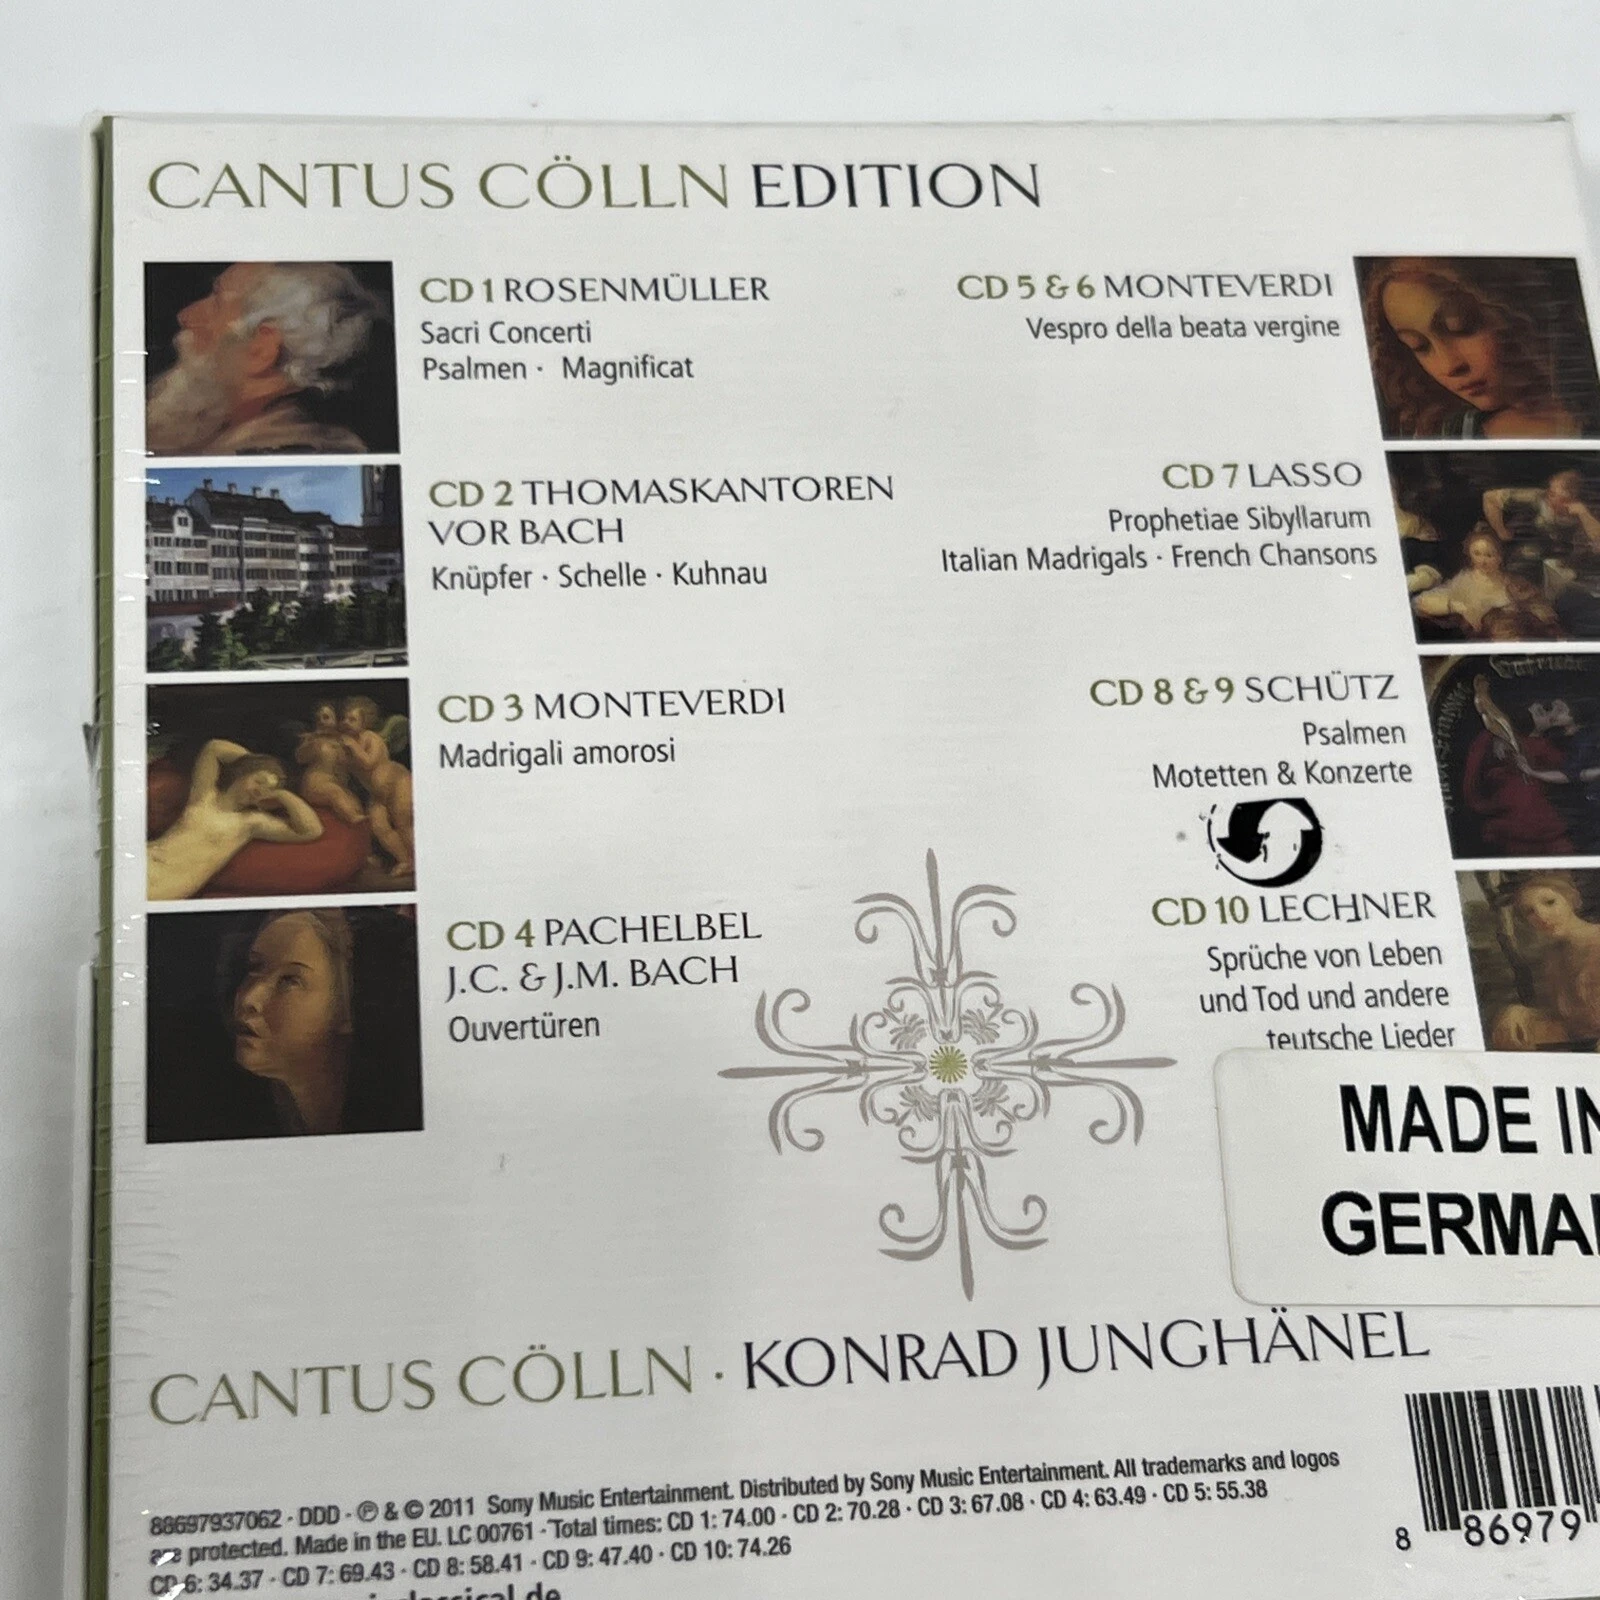 CANTUS CÖLLN EDITION
CD 1 ROSENMÜLLER
Sacri Concerti
Psalmen · Magnificat
CD 2 THOMASKANTOREN
VOR BACH
Knüpfer · Schelle · Kuhnau
CD 3 MONTEVERDI
Madrigali amorosi
CD 4 PACHELBEL
J.C. & J.M. BACH
Ouvertüren
CD 5 & 6 MONTEVERDI
Vespro della beata vergine
CD 7 LASSO
Prophetiae Sibyllarum
Italian Madrigals · French Chansons
CD 8 & 9 SCHÜTZ
Psalmen
Motetten & Konzerte
CD 10 LECHNER
Sprüche von Leben
und Tod und andere
teutsche Lieder
MADE IN
GERMA
CANTUS CÖLLN · KONRAD JUNGHÄNEL
88697937062 · DDD · ℗ & © 2011 Sony Music Entertainment. Distributed by Sony Music Entertainment. All trademarks and logos
are protected. Made in the EU. LC 00761 · Total times: CD 1: 74.00 · CD 2: 70.28 · CD 3: 67.08 · CD 4: 63.49 · CD 5: 55.38
CD 6: 34.37 · CD 7: 69.43 · CD 8: 58.41 · CD 9: 47.40 · CD 10: 74.26
8 86979